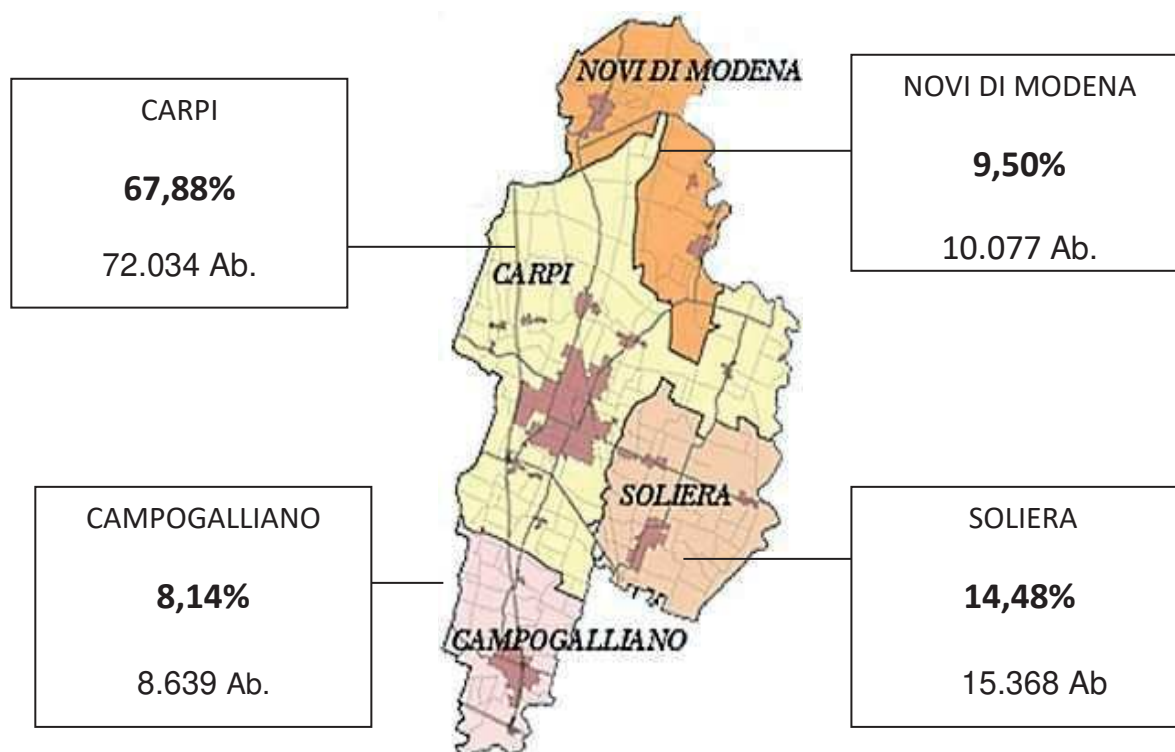 CARPI
67,88%
72.034 Ab.
NOVI DI MODENA
9,50%
10.077 Ab.
NOVI DI MODENA
CARPI
SOLIERA
CAMPOGALLIANO
CAMPOGALLIANO
8,14%
8.639 Ab.
SOLIERA
14,48%
15.368 Ab